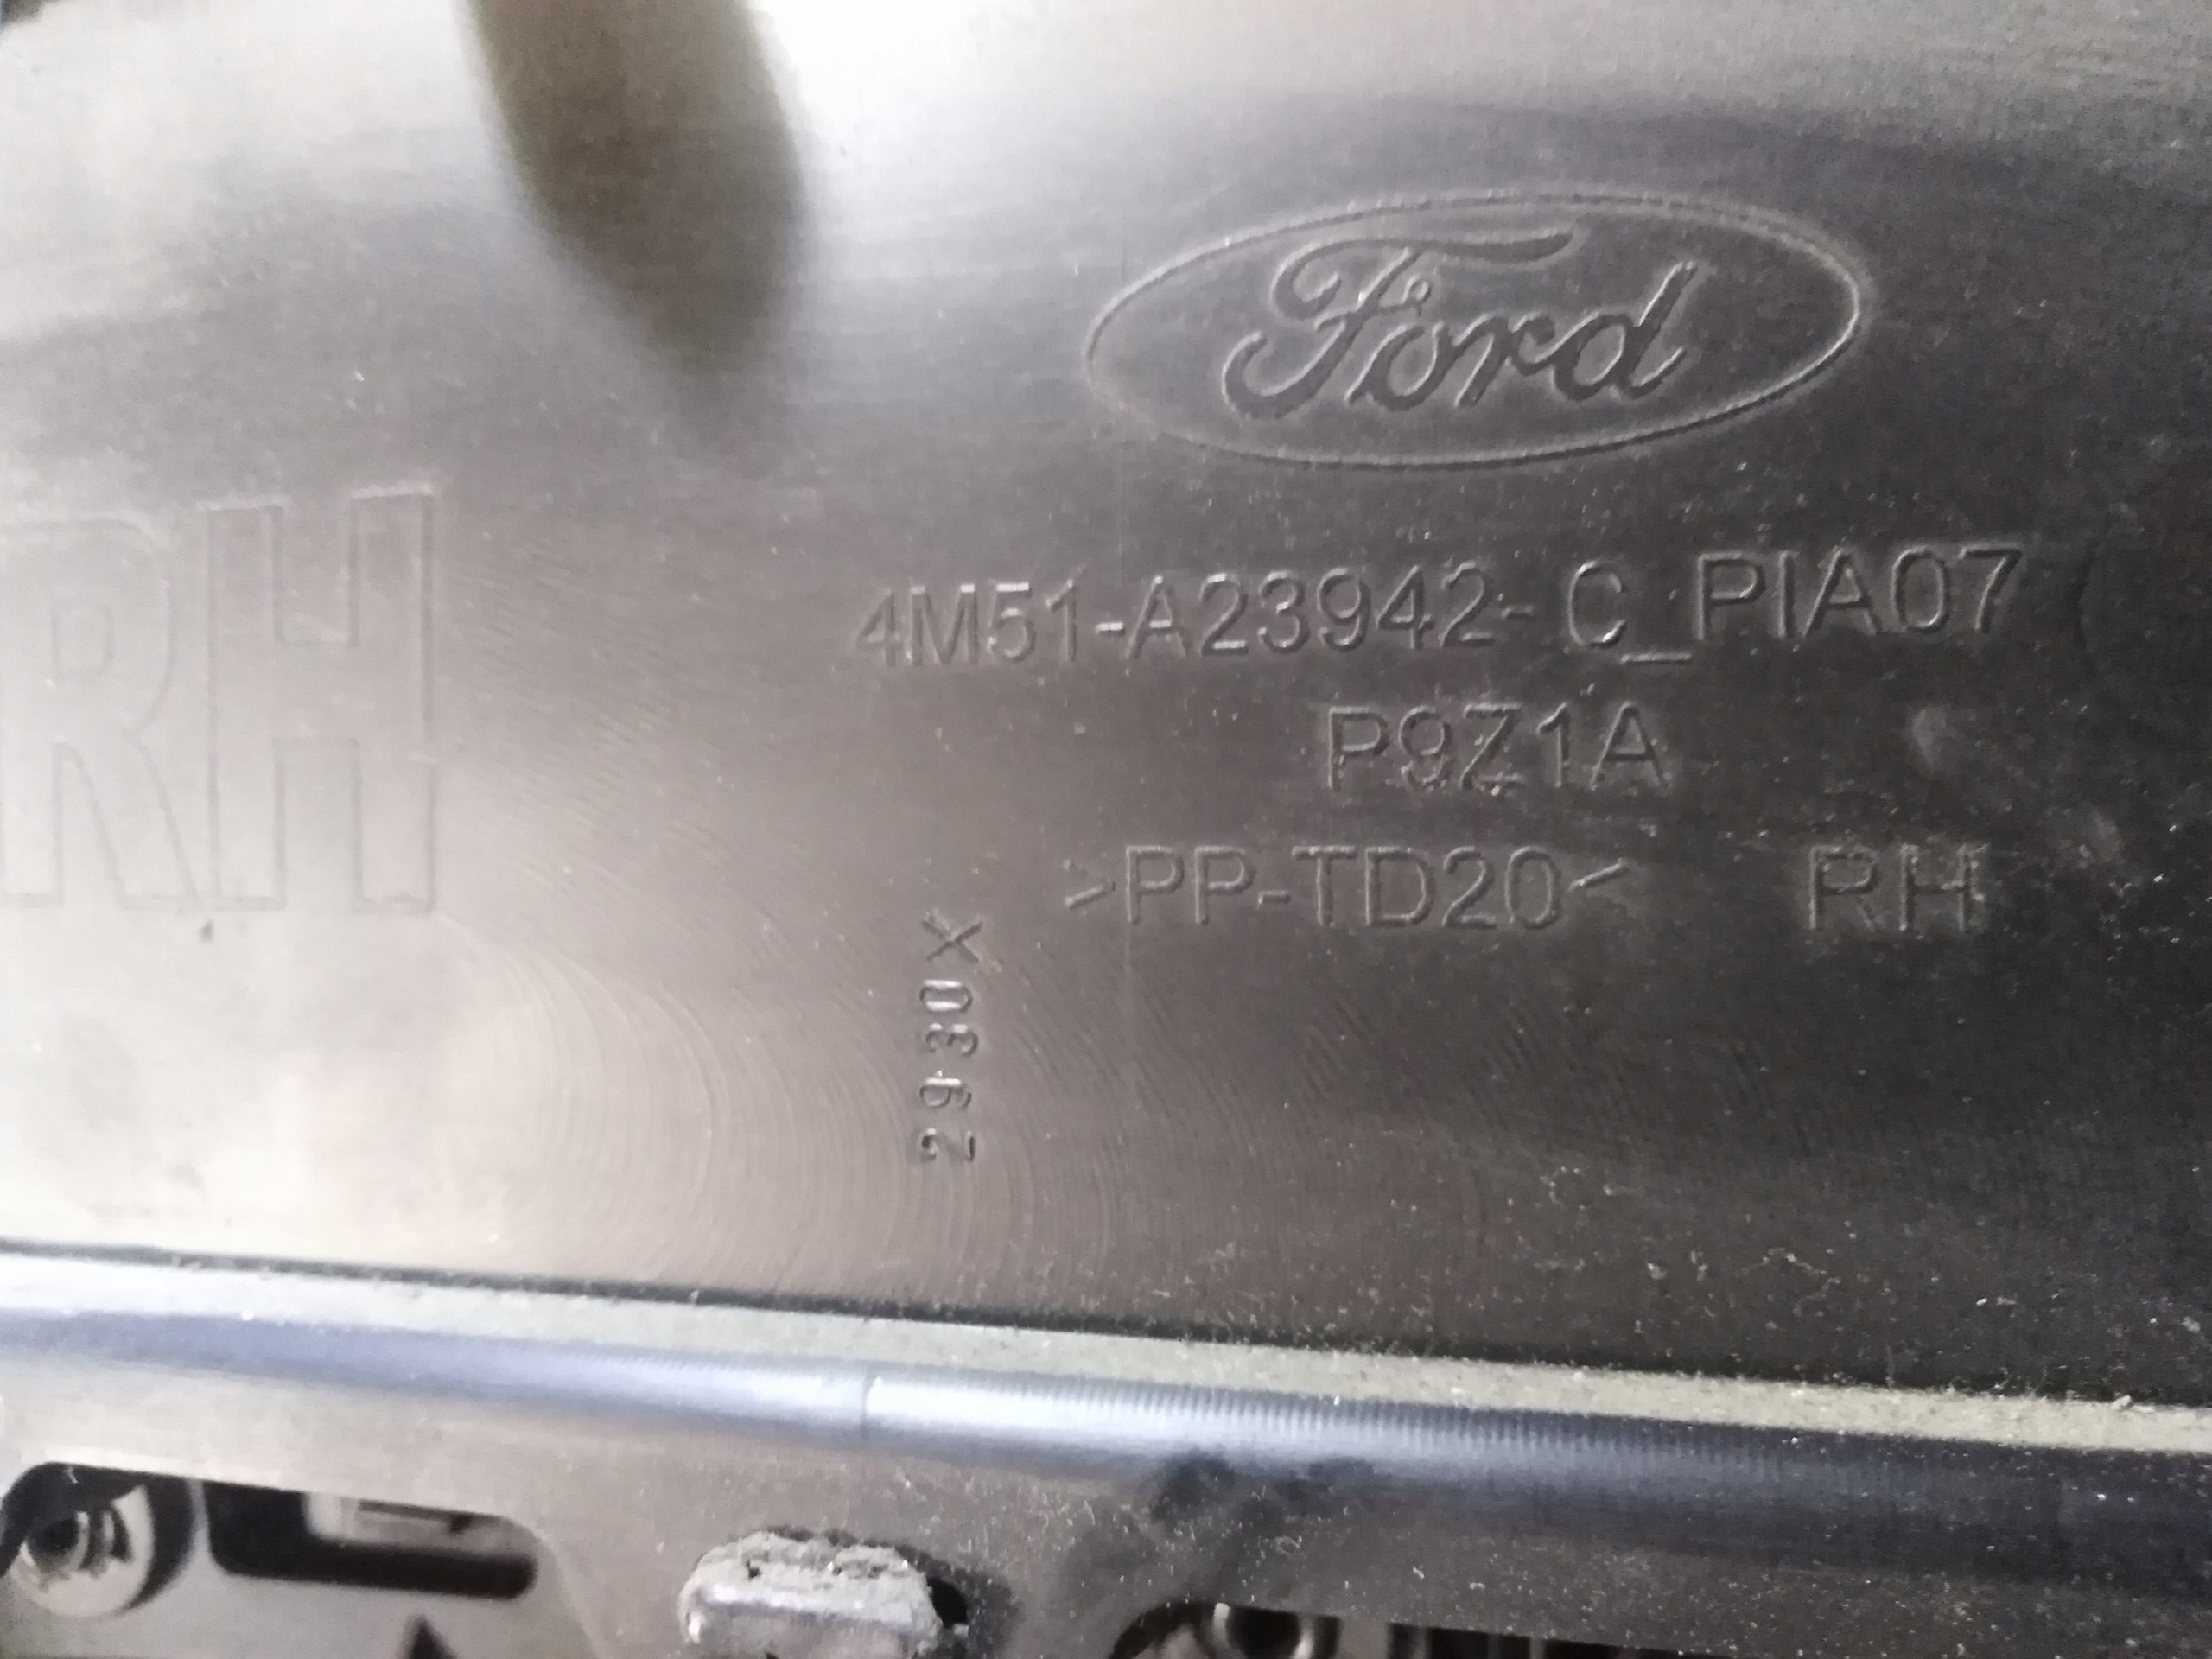 Ford
RH
4M51-A23942-C_PIA07
P9Z1A
>PP-TD20< RH
2930X